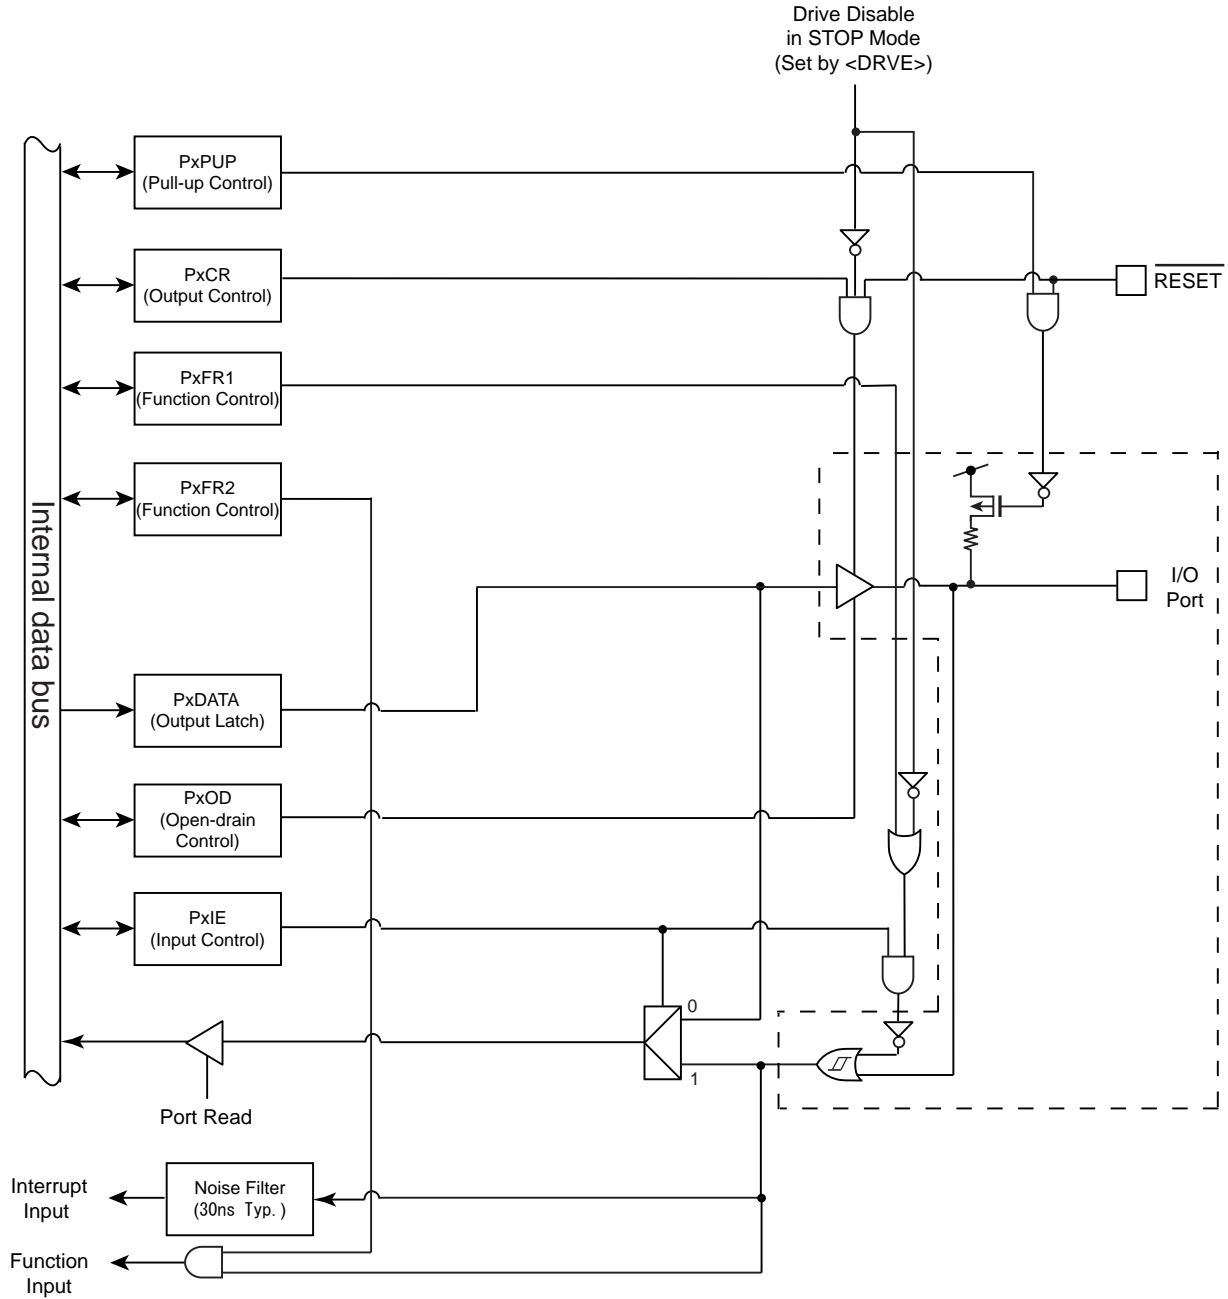 Drive Disable
in STOP Mode
(Set by <DRVE>)
PxPUP
(Pull-up Control)
PxCR
(Output Control)
RESET
PxFR1
(Function Control)
PxFR2
(Function Control)
Internal data bus
I/O
Port
PxDATA
(Output Latch)
PxOD
(Open-drain
Control)
PxIE
(Input Control)
0
1
Port Read
Interrupt
Input
Noise Filter
(30ns Typ.)
Function
Input